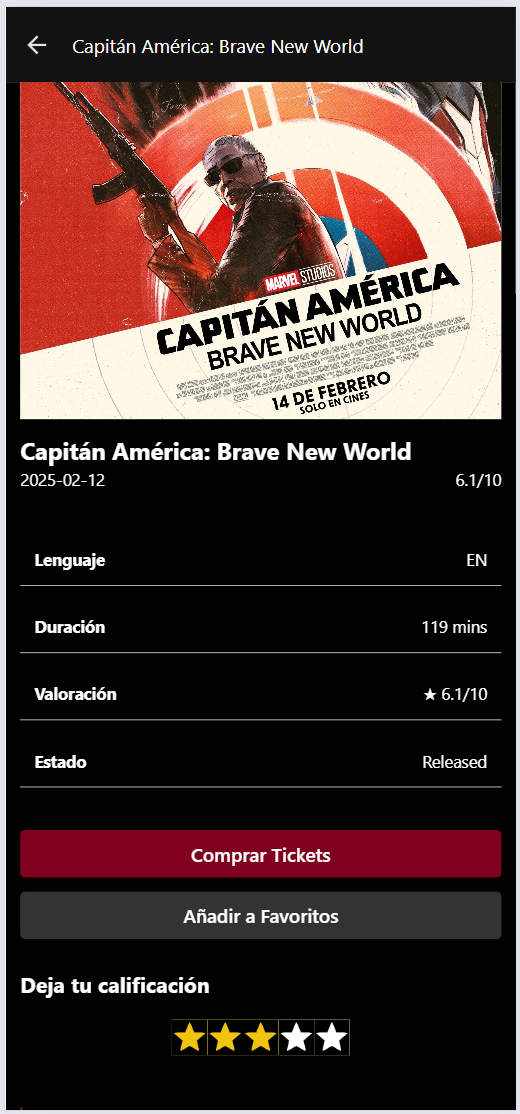 Capitán América: Brave New World
MARVEL STUDIOS
CAPITÁN AMÉRICA
BRAVE NEW WORLD
14 DE FEBRERO
SOLO EN CINES
Capitán América: Brave New World
2025-02-12 6.1/10
Lenguaje EN
Duración 119 mins
Valoración ★ 6.1/10
Estado Released
Comprar Tickets
Añadir a Favoritos
Deja tu calificación